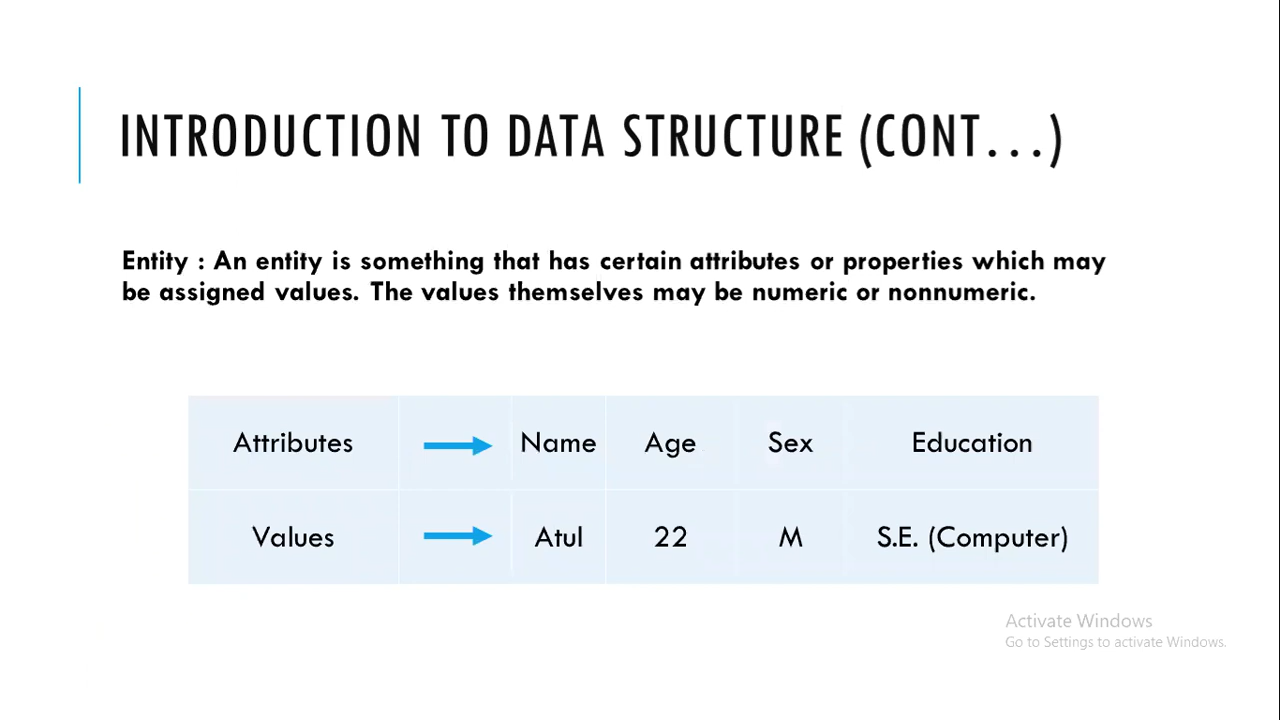 INTRODUCTION TO DATA STRUCTURE (CONT...)
Entity : An entity is something that has certain attributes or properties which may
be assigned values. The values themselves may be numeric or nonnumeric.
Attributes Name Age Sex Education
Values Atul 22 M S.E. (Computer)
Activate Windows
Go to Settings to activate Windows.